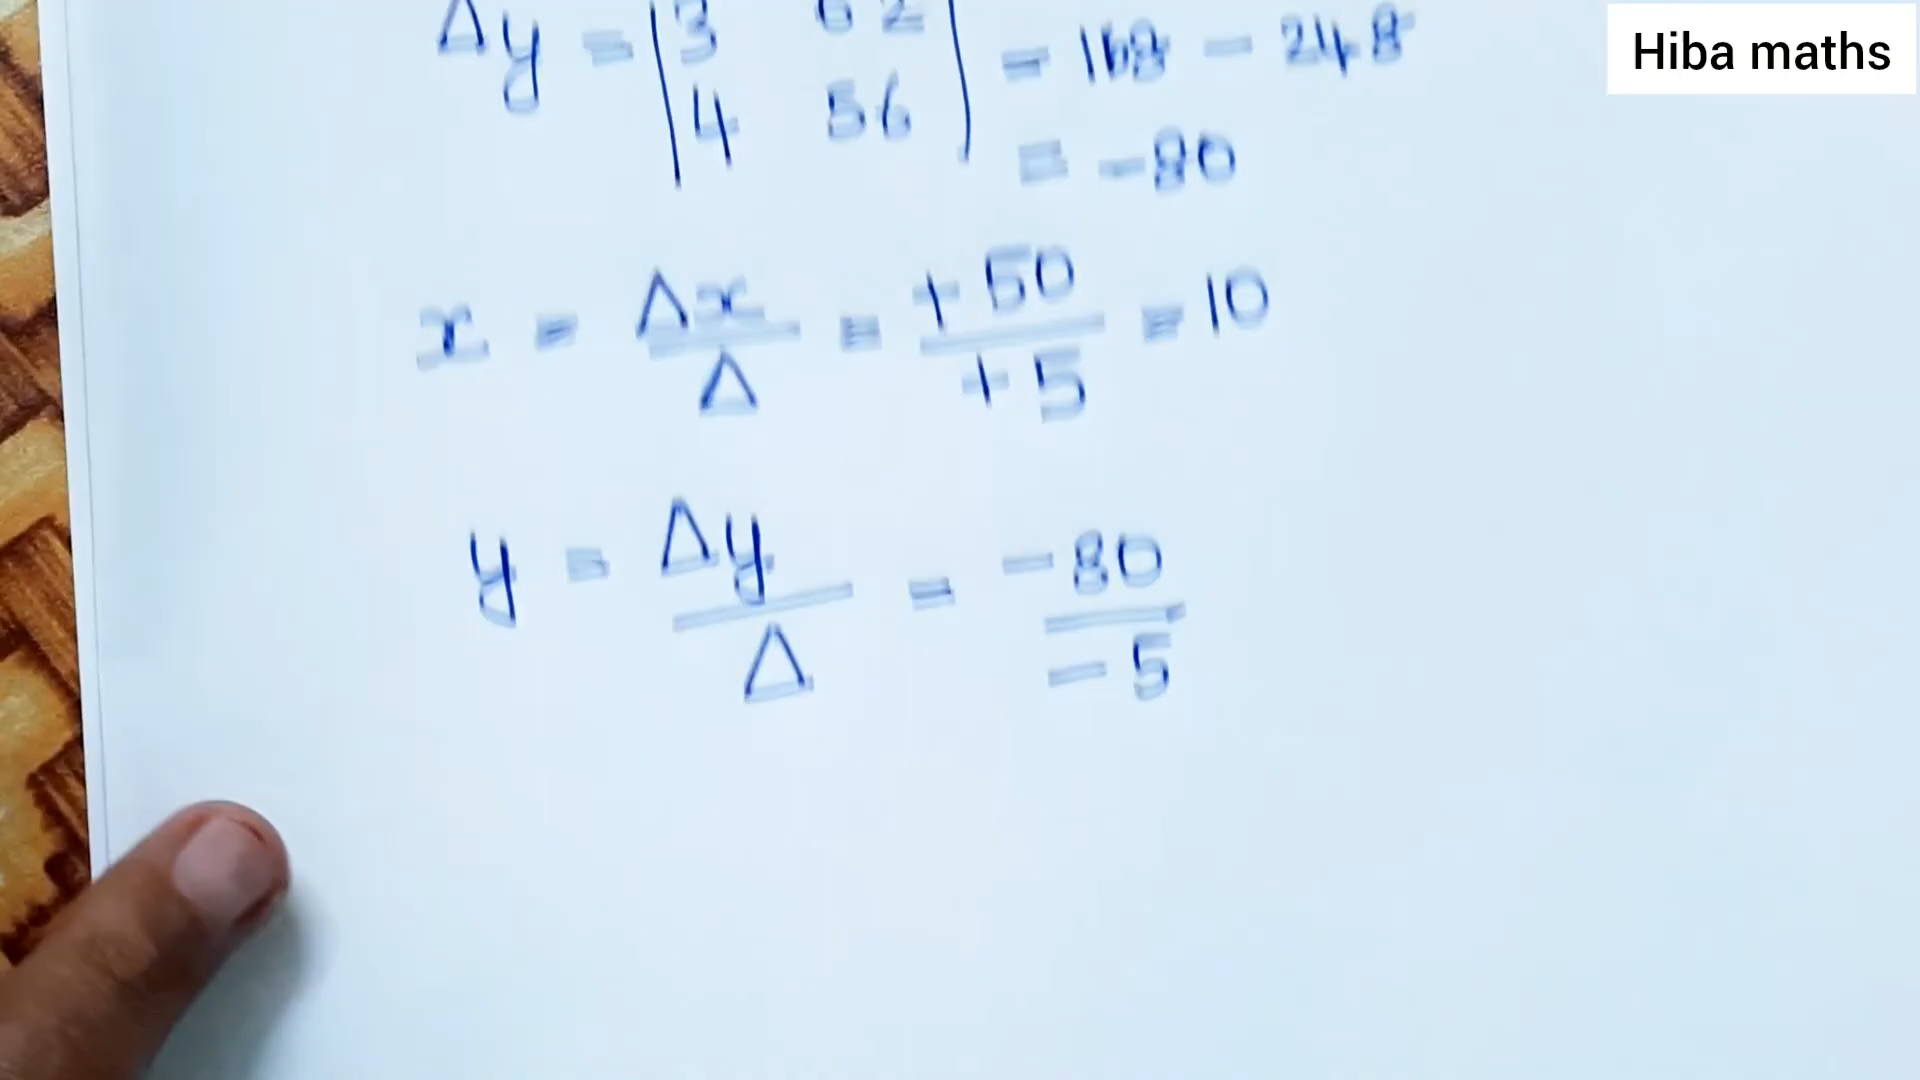 Hiba maths
Δy = |3 62| = 168 - 248
|4 56|
= -80
x = Δx/Δ = +50/+5 = 10
y = Δy/Δ = -80/-5